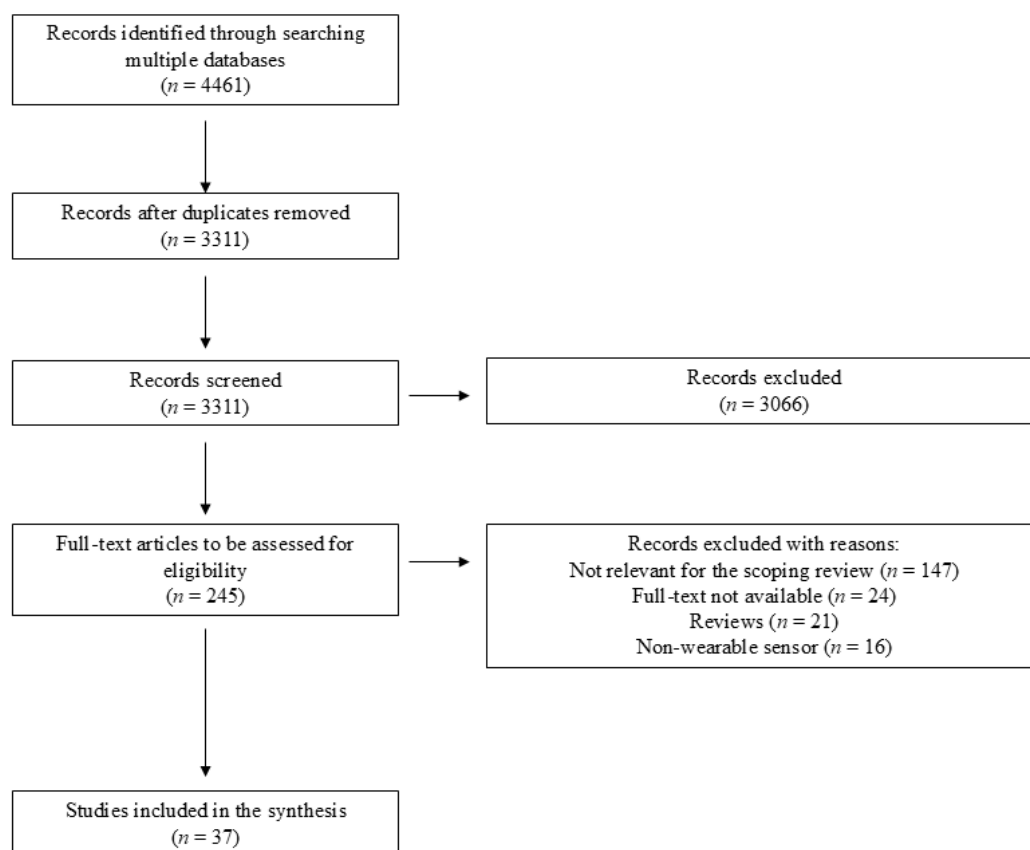 Records identified through searching
multiple databases
(n = 4461)
Records after duplicates removed
(n = 3311)
Records screened
(n = 3311)
Records excluded
(n = 3066)
Full-text articles to be assessed for
eligibility
(n = 245)
Records excluded with reasons:
Not relevant for the scoping review (n = 147)
Full-text not available (n = 24)
Reviews (n = 21)
Non-wearable sensor (n = 16)
Studies included in the synthesis
(n = 37)